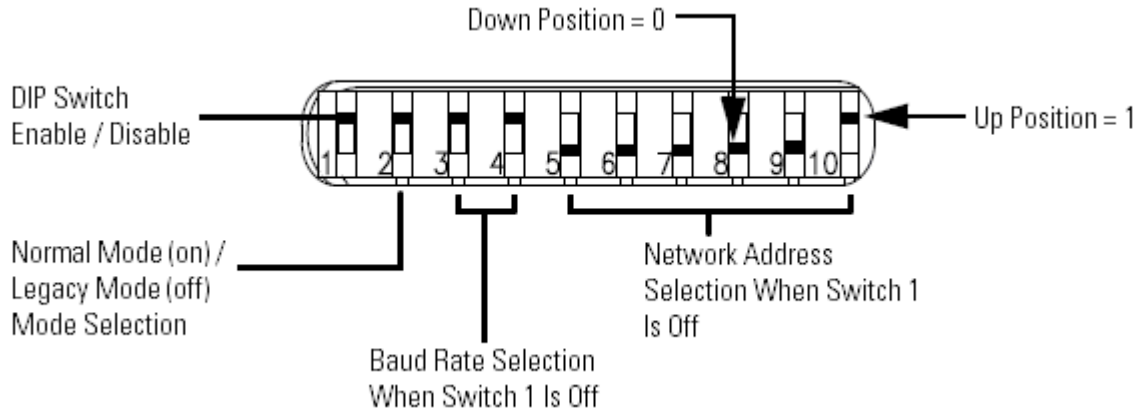 Down Position = 0
DIP Switch
Enable / Disable
Up Position = 1
1 2 3 4 5 6 7 8 9 10
Normal Mode (on) /
Legacy Mode (off)
Mode Selection
Network Address
Selection When Switch 1
Is Off
Baud Rate Selection
When Switch 1 Is Off